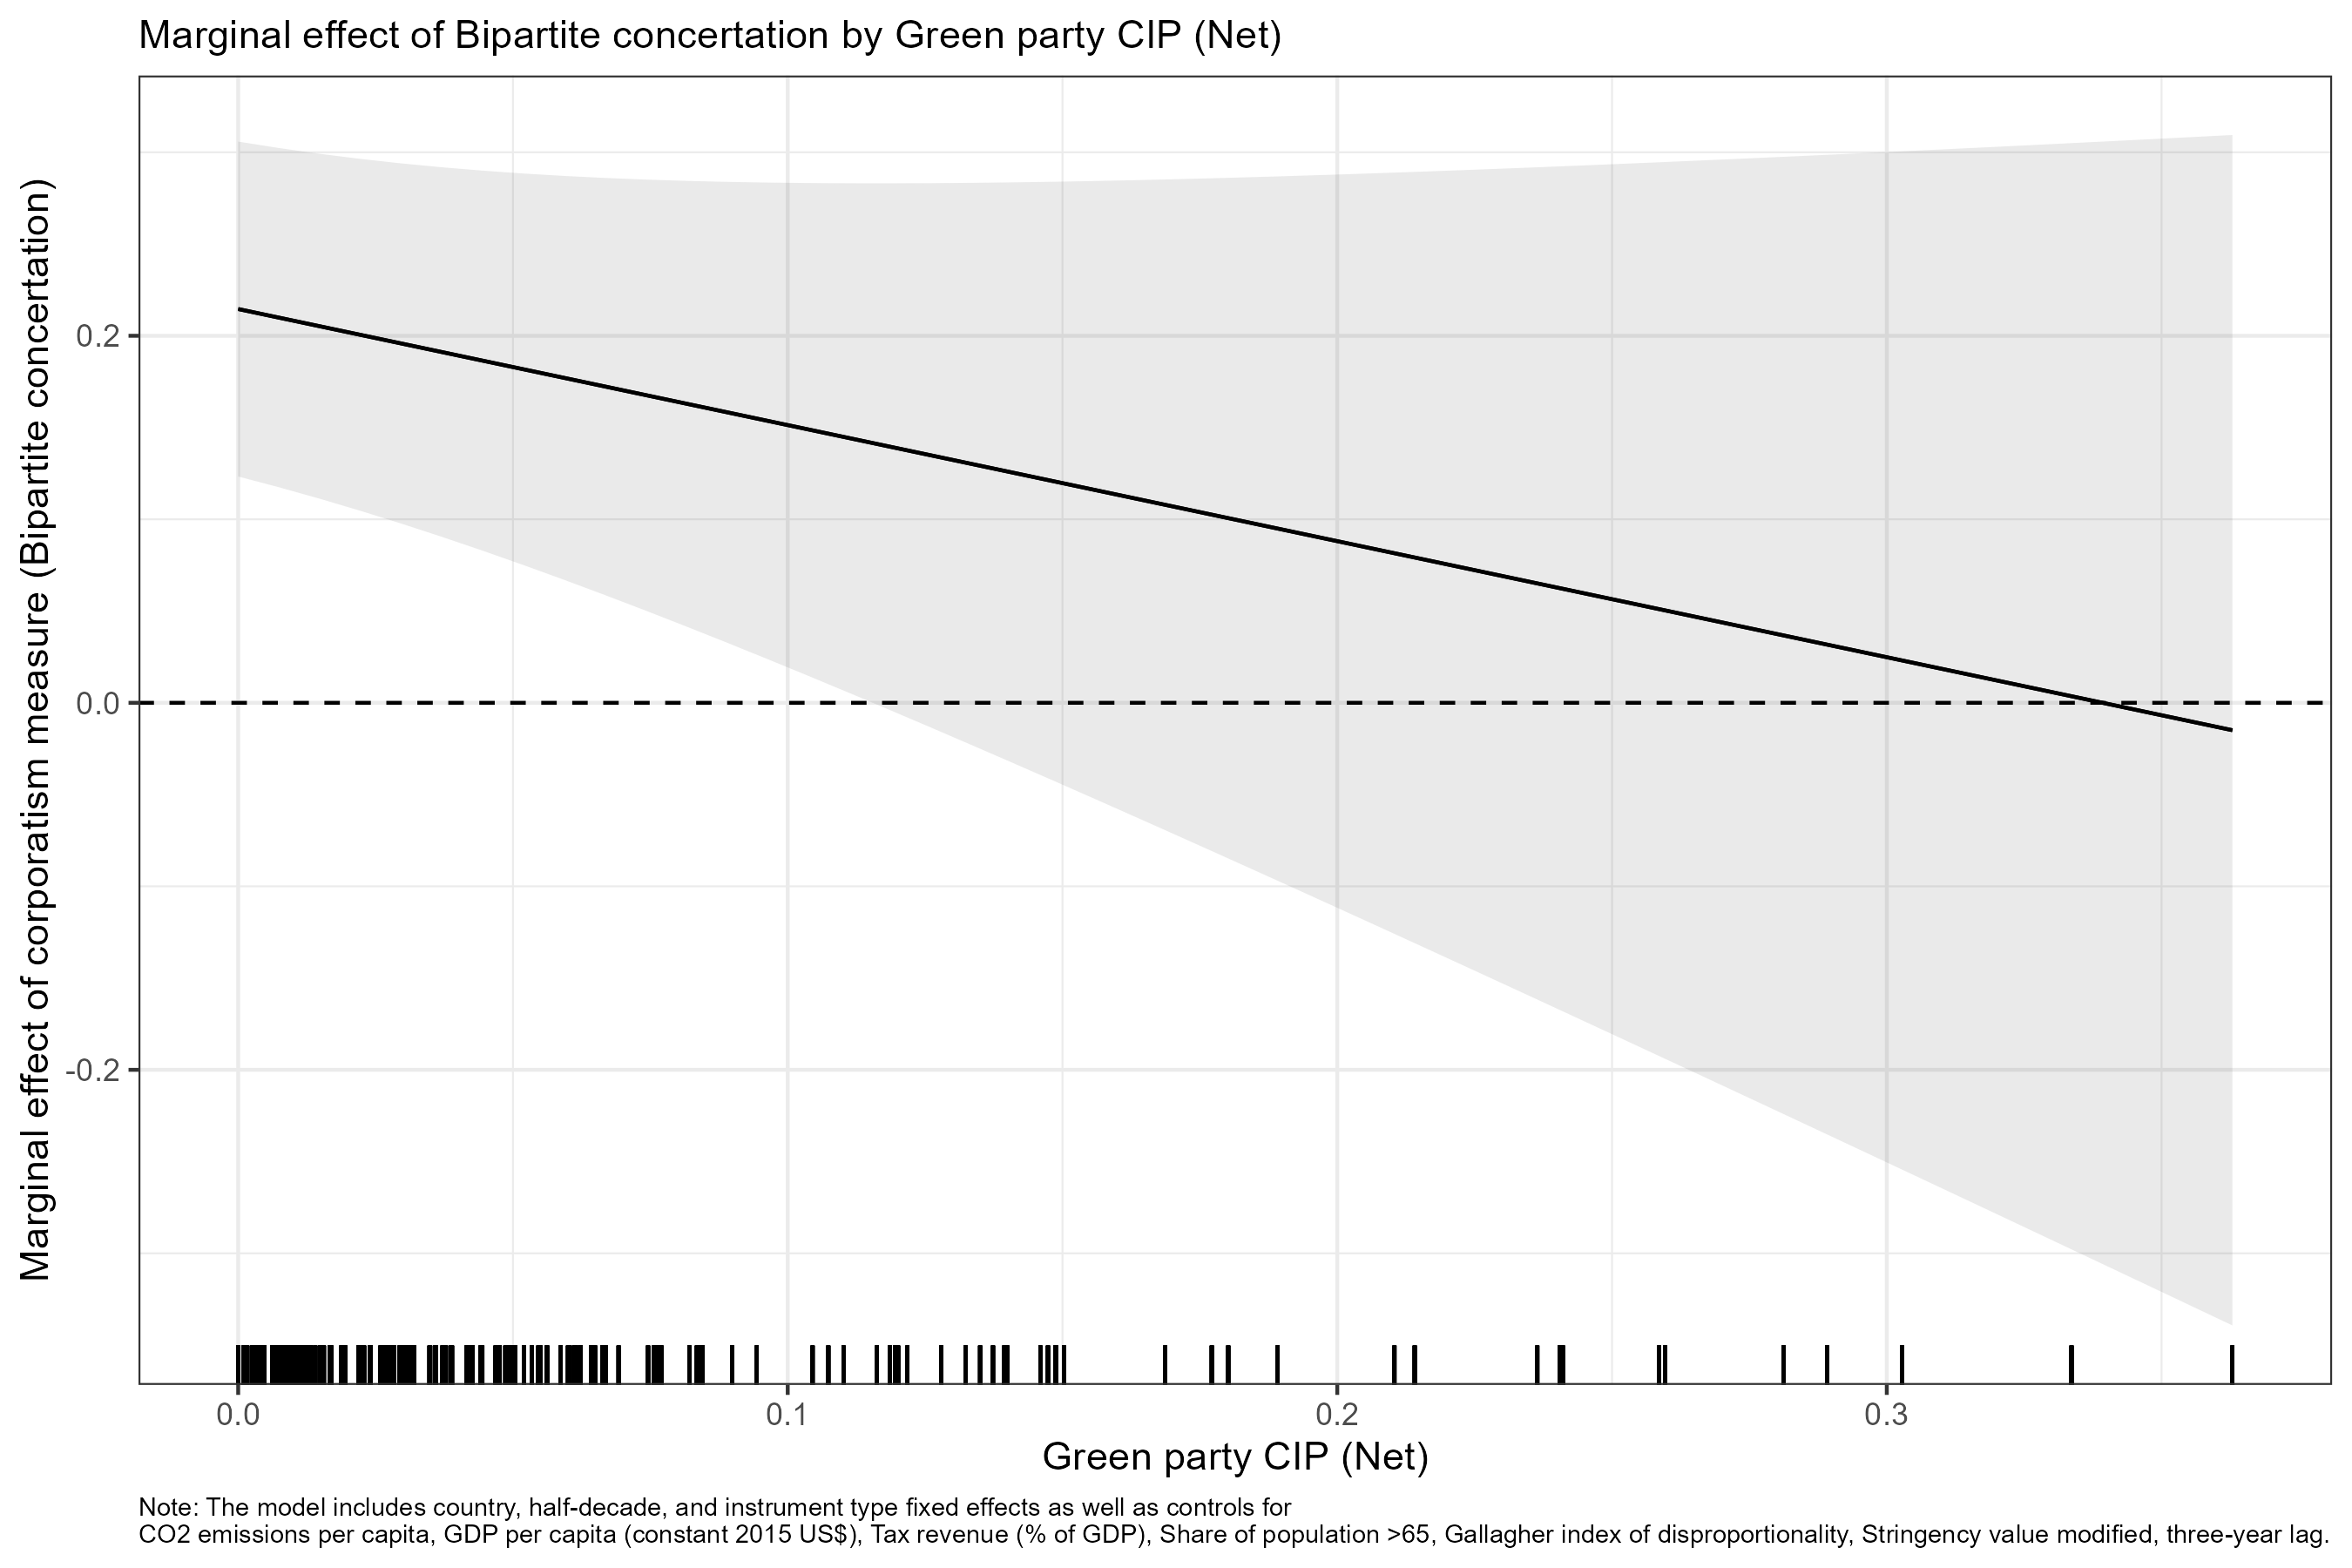 Marginal effect of Bipartite concertation by Green party CIP (Net)
Marginal effect of corporatism measure (Bipartite concertation)
0.2
0.0
-0.2
0.0
0.1
0.2
0.3
Green party CIP (Net)
Note: The model includes country, half-decade, and instrument type fixed effects as well as controls for
CO2 emissions per capita, GDP per capita (constant 2015 US$), Tax revenue (% of GDP), Share of population >65, Gallagher index of disproportionality, Stringency value modified, three-year lag.